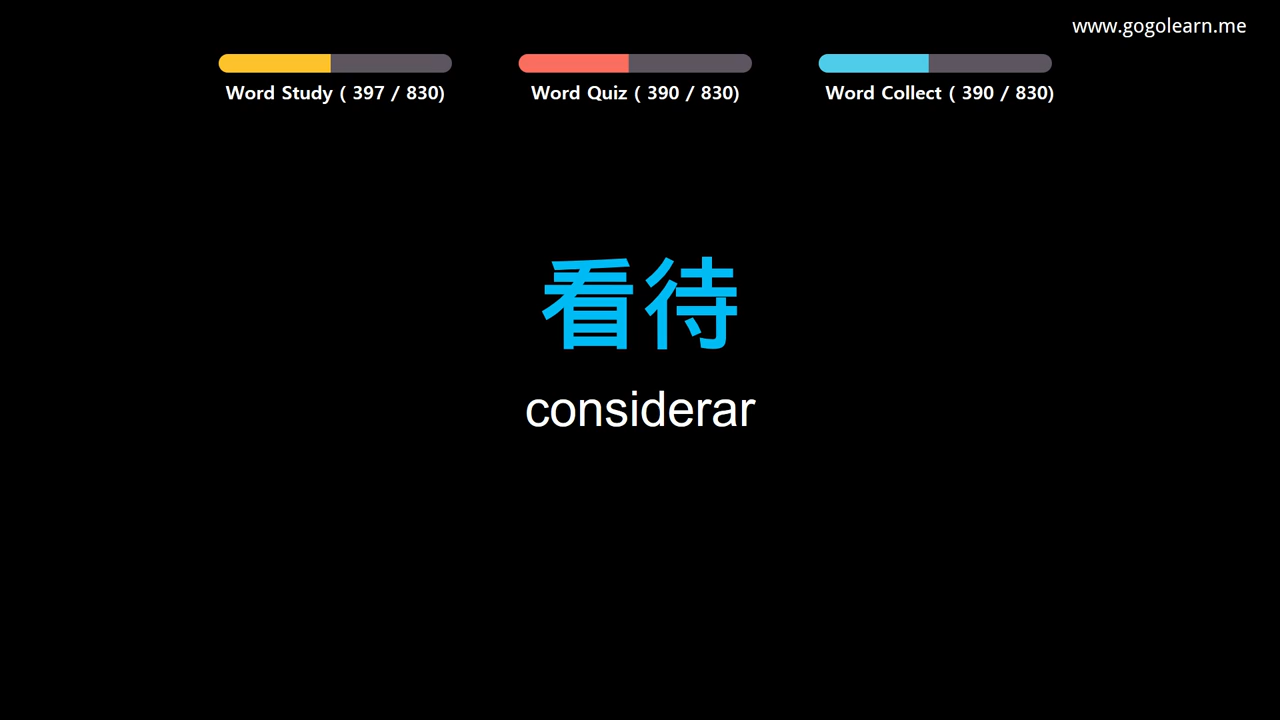 www.gogolearn.me
Word Study ( 397 / 830)
Word Quiz ( 390 / 830)
Word Collect ( 390 / 830)
看待
considerar